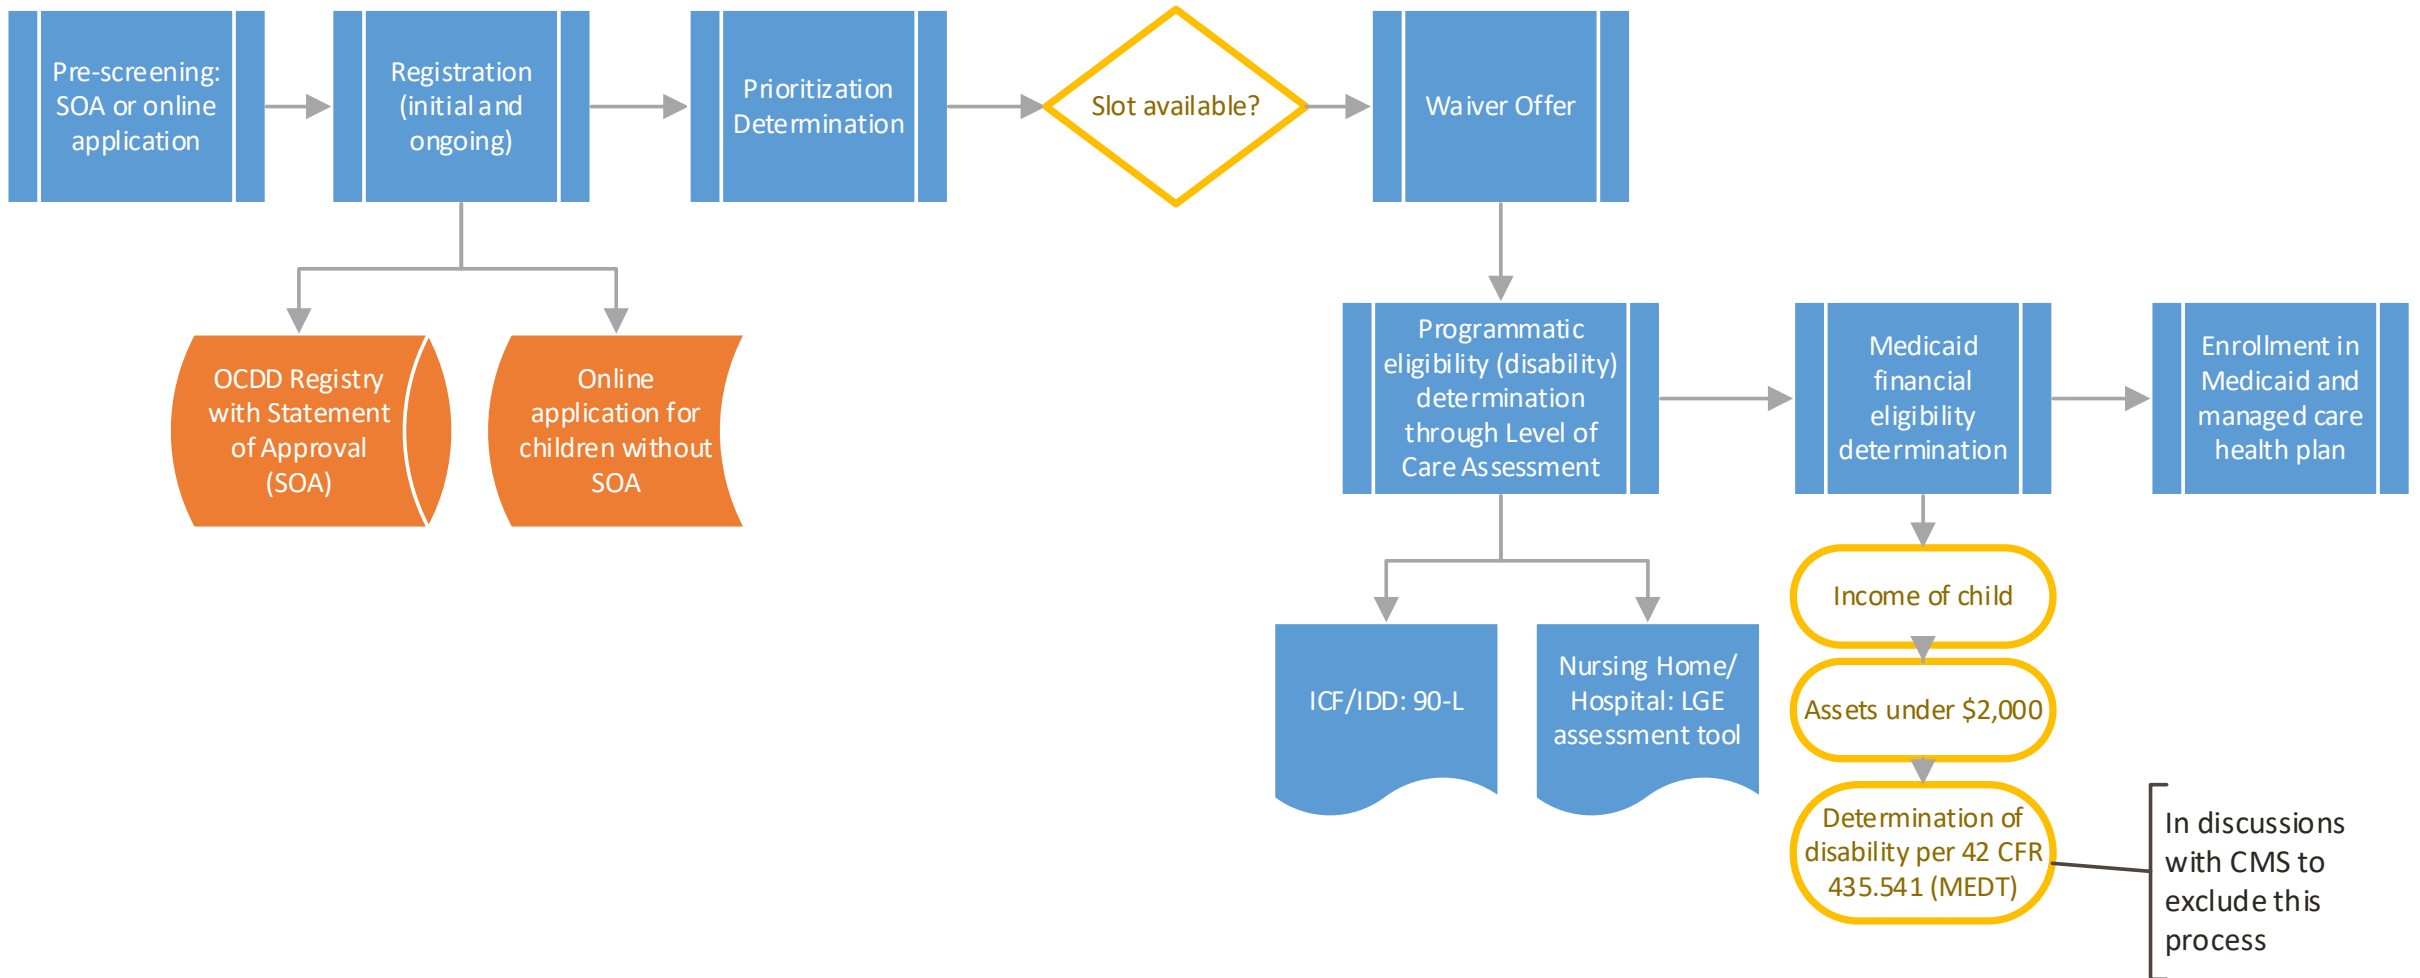 Pre-screening:
SOA or online
application
Registration
(initial and
ongoing)
Prioritization
Determination
Slot available?
Waiver Offer
OCDD Registry
with Statement
of Approval
(SOA)
Online
application for
children without
SOA
Programmatic
eligibility (disability)
determination
through Level of
Care Assessment
Medicaid
financial
eligibility
determination
Enrollment in
Medicaid and
managed care
health plan
ICF/IDD: 90-L
Nursing Home/
Hospital: LGE
assessment tool
Income of child
Assets under $2,000
Determination of
disability per 42 CFR
435.541 (MEDT)
In discussions
with CMS to
exclude this
process